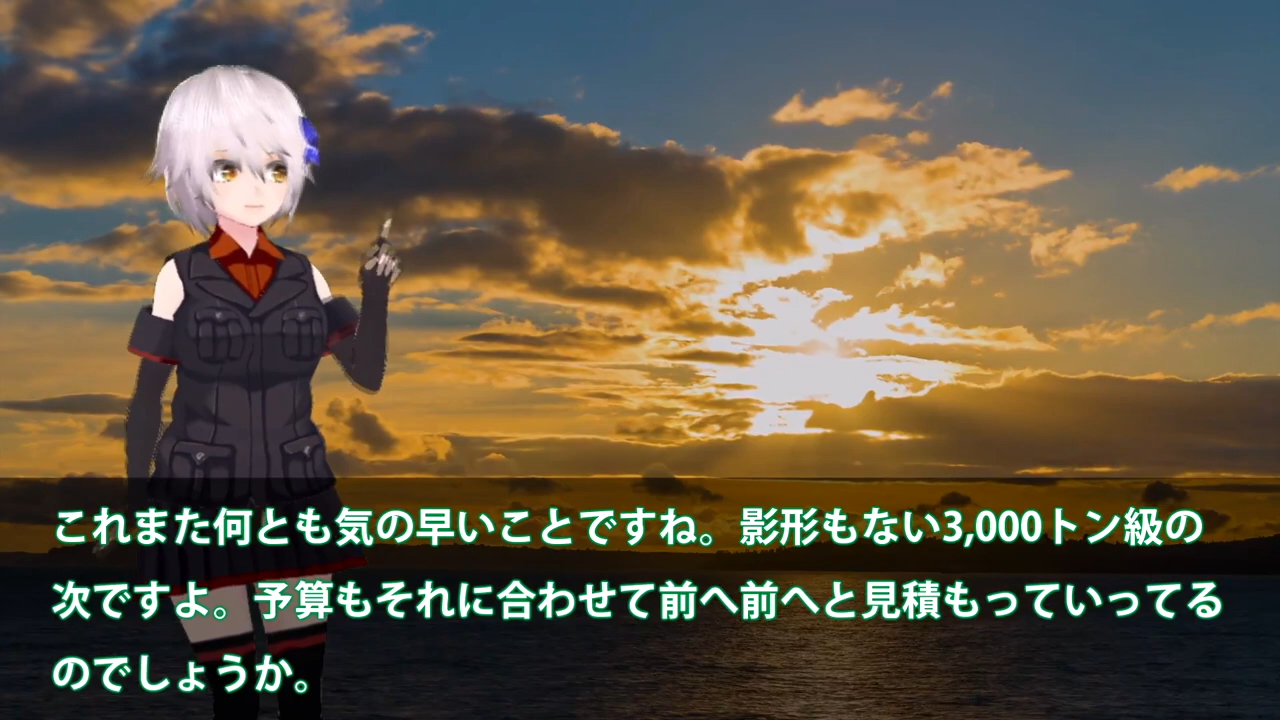 これまた何とも気の早いことですね。影形もない3,000トン級の
次ですよ。予算もそれに合わせて前へ前へと見積もっていってる
のでしょうか。